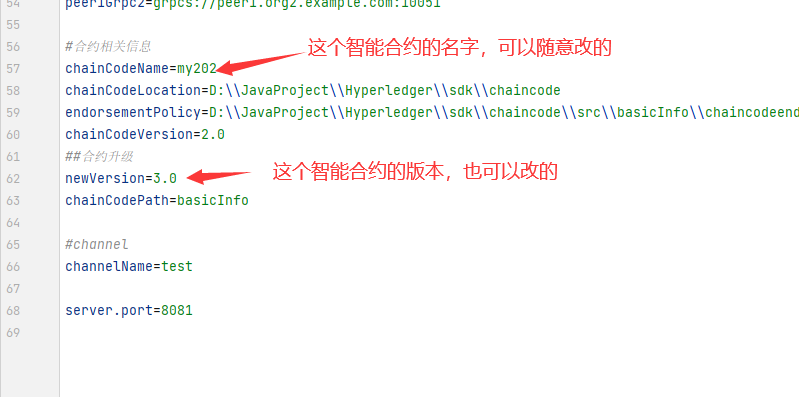 54 peer1Grpc2=grpcs://peer1.org2.example.com:10051
55
56 #合约相关信息
这个智能合约的名字，可以随意改的
57 chainCodeName=my202
58 chainCodeLocation=D:\\JavaProject\\Hyperledger\\sdk\\chaincode
59 endorsementPolicy=D:\\JavaProject\\Hyperledger\\sdk\\chaincode\\src\\basicInfo\\chaincodeend
60 chainCodeVersion=2.0
61 ##合约升级
62 newVersion=3.0
这个智能合约的版本，也可以改的
63 chainCodePath=basicInfo
64
65 #channel
66 channelName=test
67
68 server.port=8081
69